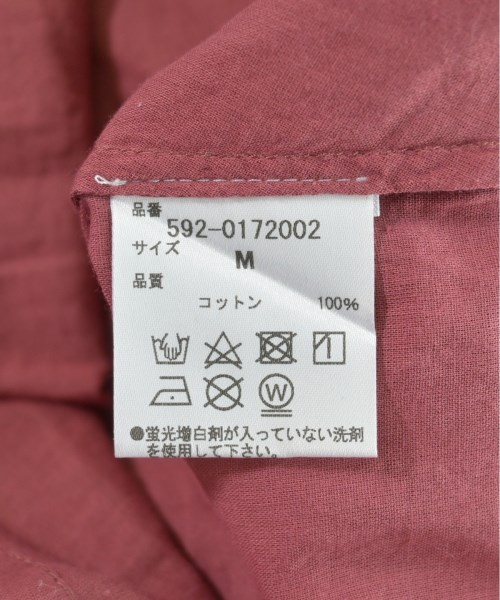 品番
592-0172002
サイズ
M
品質
コットン 100%
W
●蛍光増白剤が入っていない洗剤
を使用して下さい。